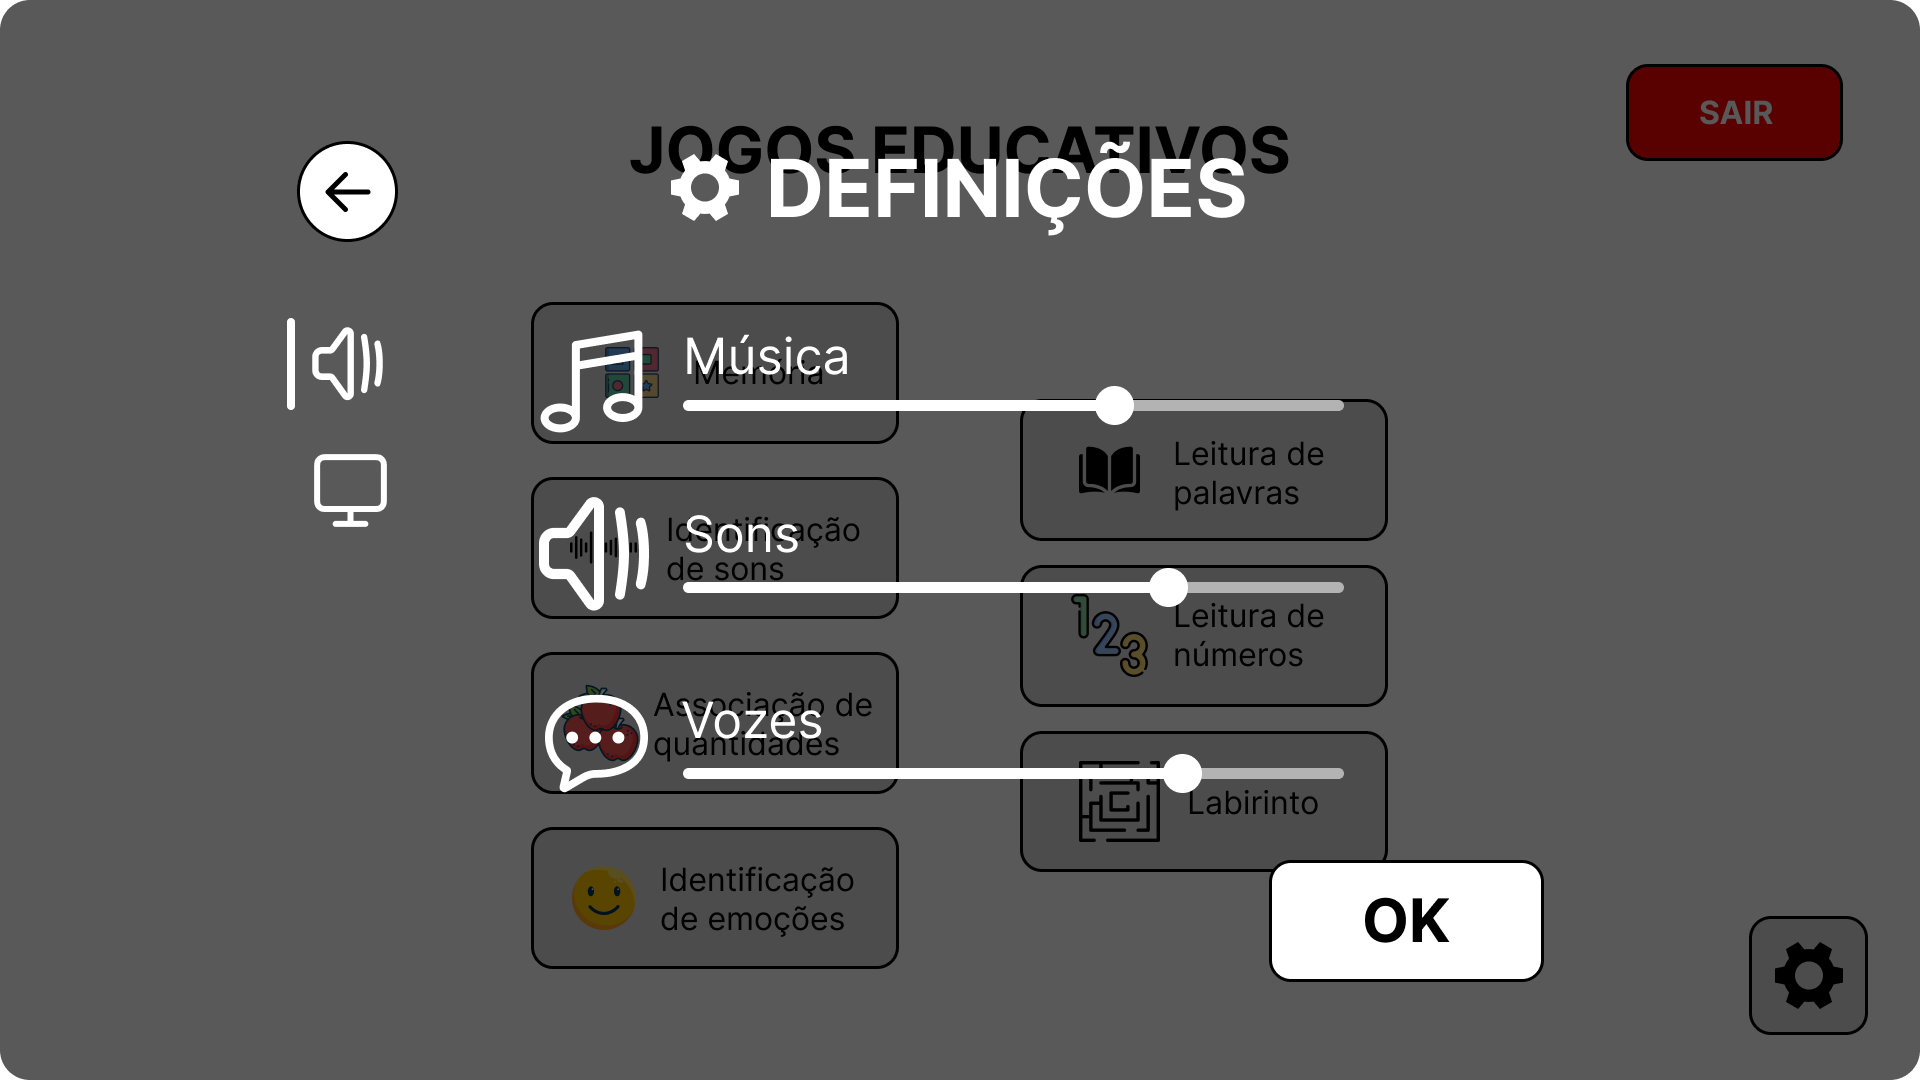 SAIR
JOGOS EDUCATIVOS
DEFINIÇÕES
Música
Memória
Leitura de
palavras
Sons
Identificação
de sons
Leitura de
números
123
Vozes
Associação de
quantidades
Labirinto
Identificação
de emoções
OK